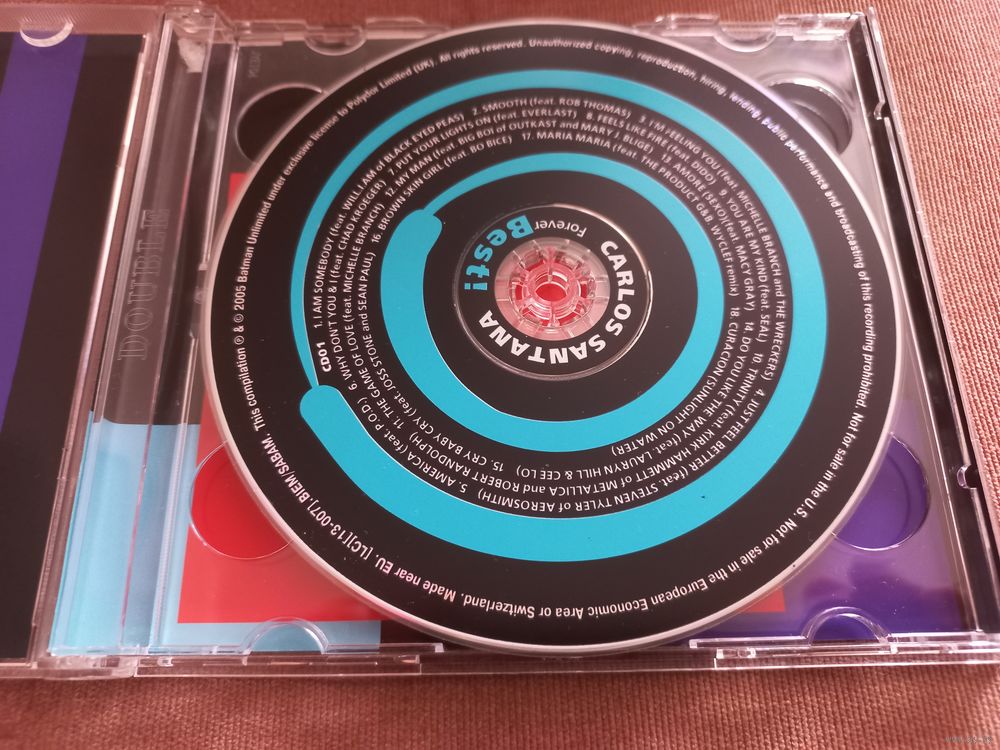 DOUBLE
This compilation ℗ & © 2005 Batman Unlimited under exclusive license to Polydor Limited (UK). All rights reserved. Unauthorized copying, reproduction, hiring, lending, public performance and broadcasting of this recording prohibited. Not for sale in the U.S. Not for sale in the European Economic Area or Switzerland. Made near EU. [LC](113-007). BIEM/SABAM.
CD01 1. I AM SOMEBODY (feat. WILL I AM of BLACK EYED PEAS) 2. SMOOTH (feat. ROB THOMAS) 3. I'M FEELING YOU (feat. MICHELLE BRANCH and THE WRECKERS) 4. JUST FEEL BETTER (feat. STEVEN TYLER of AEROSMITH) 5. AMERICA (feat. P.O.D.)
6. WHY DON'T YOU & I (feat. CHAD KROEGER) 7. PUT YOUR LIGHTS ON (feat. EVERLAST) 8. FEELS LIKE FIRE (feat. DIDO) 9. YOU ARE MY KIND (feat. SEAL) 10. TRINITY (feat. KIRK HAMMETT of METALLICA and ROBERT RANDOLPH)
11. THE GAME OF LOVE (feat. MICHELLE BRANCH) 12. MY MAN (feat. BIG BOI of OUTKAST and MARY J. BLIGE) 13. AMORE (SEXO)(feat. MACY GRAY) 14. DO YOU LIKE THE WAY (feat. LAURYN HILL & CEE LO)
15. CRY BABY CRY (feat. JOSS STONE and SEAN PAUL) 16. BROWN SKIN GIRL (feat. BO BICE) 17. MARIA MARIA (feat. THE PRODUCT G&B WYCLEF remix) 18. CURACION (SUNLIGHT ON WATER)
CARLOS SANTANA
Forever
Best!